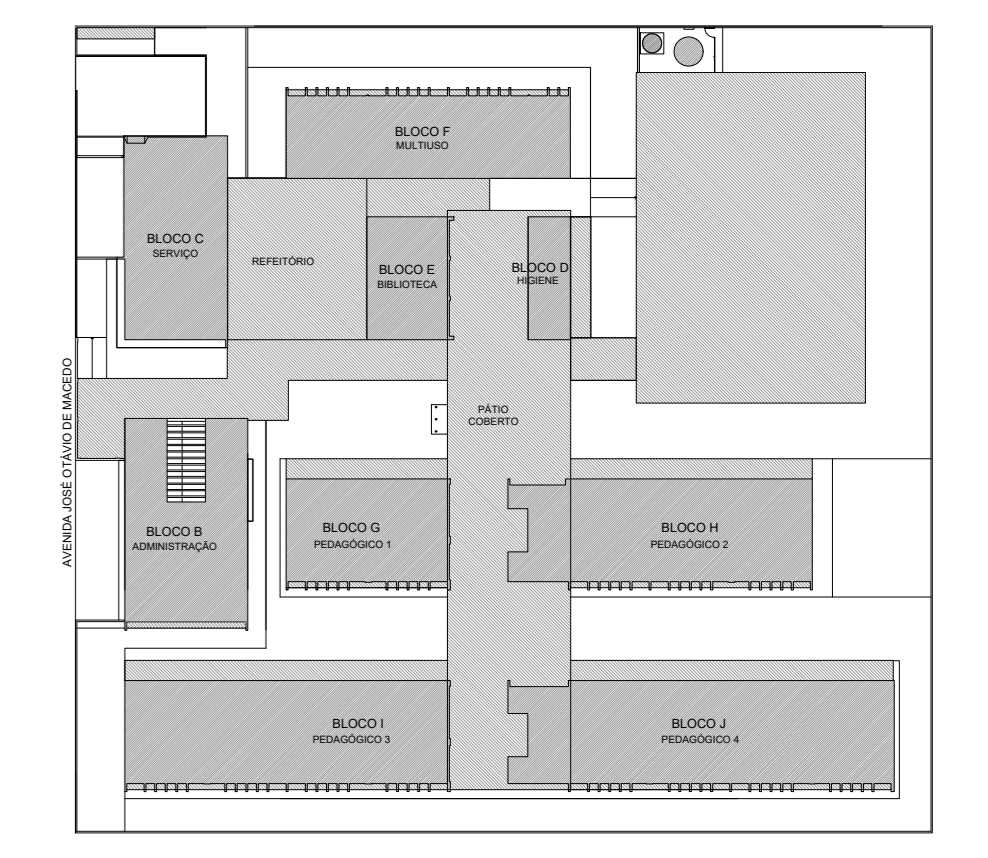 BLOCO F
MULTIUSO
BLOCO C
SERVIÇO
REFEITÓRIO
BLOCO E
BIBLIOTECA
BLOCO D
HIGIENE
AVENIDA JOSÉ OTÁVIO DE MACEDO
PÁTIO
COBERTO
BLOCO B
ADMINISTRAÇÃO
BLOCO G
PEDAGÓGICO 1
BLOCO H
PEDAGÓGICO 2
BLOCO I
PEDAGÓGICO 3
BLOCO J
PEDAGÓGICO 4